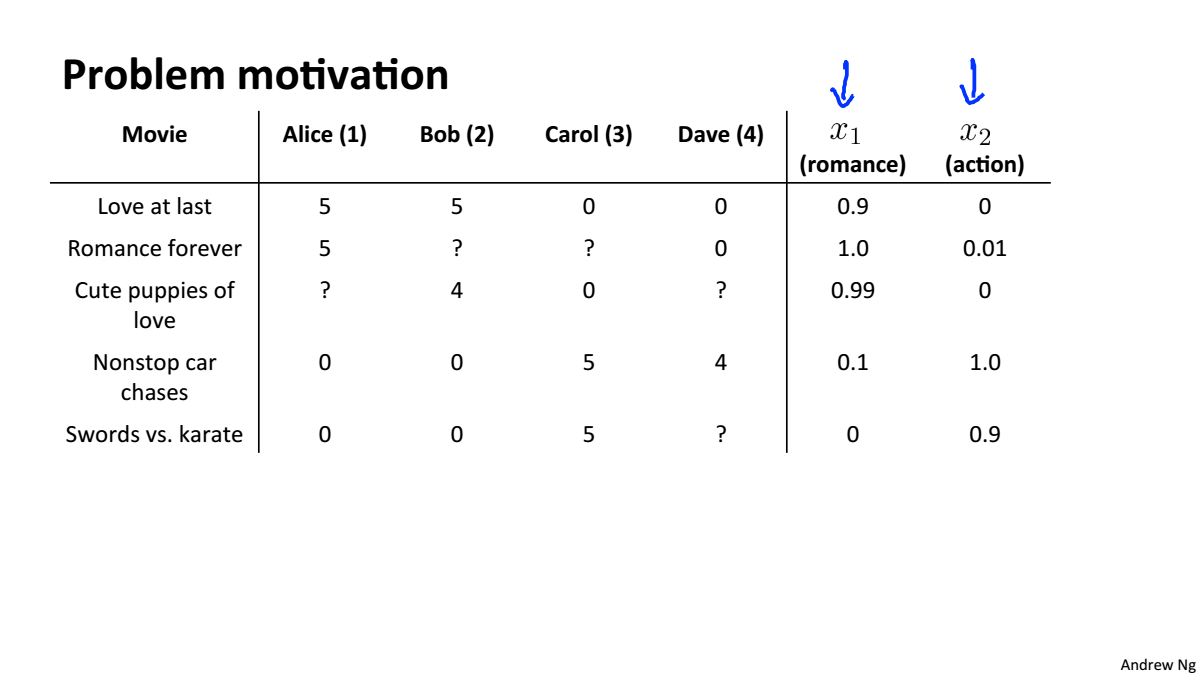 Problem motivation
Movie Alice (1) Bob (2) Carol (3) Dave (4) x₁ x₂
(romance) (action)
Love at last 5 5 0 0 0.9 0
Romance forever 5 ? ? 0 1.0 0.01
Cute puppies of ? 4 0 ? 0.99 0
love
Nonstop car 0 0 5 4 0.1 1.0
chases
Swords vs. karate 0 0 5 ? 0 0.9
Andrew Ng